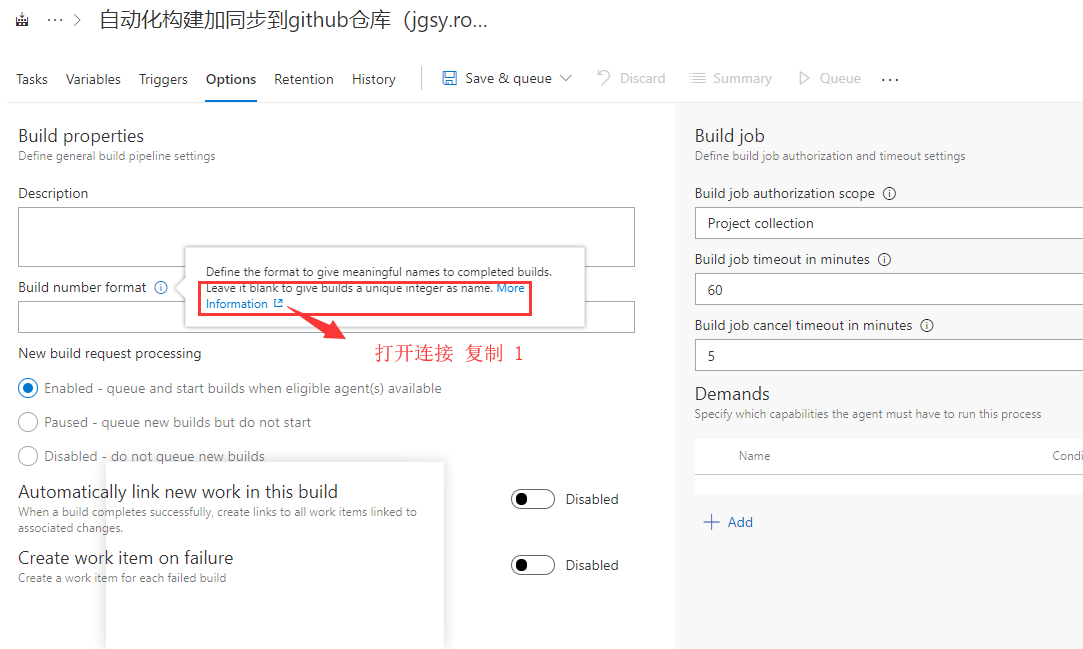 ··· > 自动化构建加同步到github仓库（jgsy.ro...
Tasks Variables Triggers Options Retention History Save & queue Discard Summary Queue ...
Build properties
Define general build pipeline settings
Description
Define the format to give meaningful names to completed builds.
Leave it blank to give builds a unique integer as name. More
Information
Build number format
打开连接 复制 1
New build request processing
Enabled - queue and start builds when eligible agent(s) available
Paused - queue new builds but do not start
Disabled - do not queue new builds
Automatically link new work in this build
Disabled
When a build completes successfully, create links to all work items linked to
associated changes.
Create work item on failure
Disabled
Create a work item for each failed build
Build job
Define build job authorization and timeout settings
Build job authorization scope
Project collection
Build job timeout in minutes
60
Build job cancel timeout in minutes
5
Demands
Specify which capabilities the agent must have to run this process
Name Condi
Add